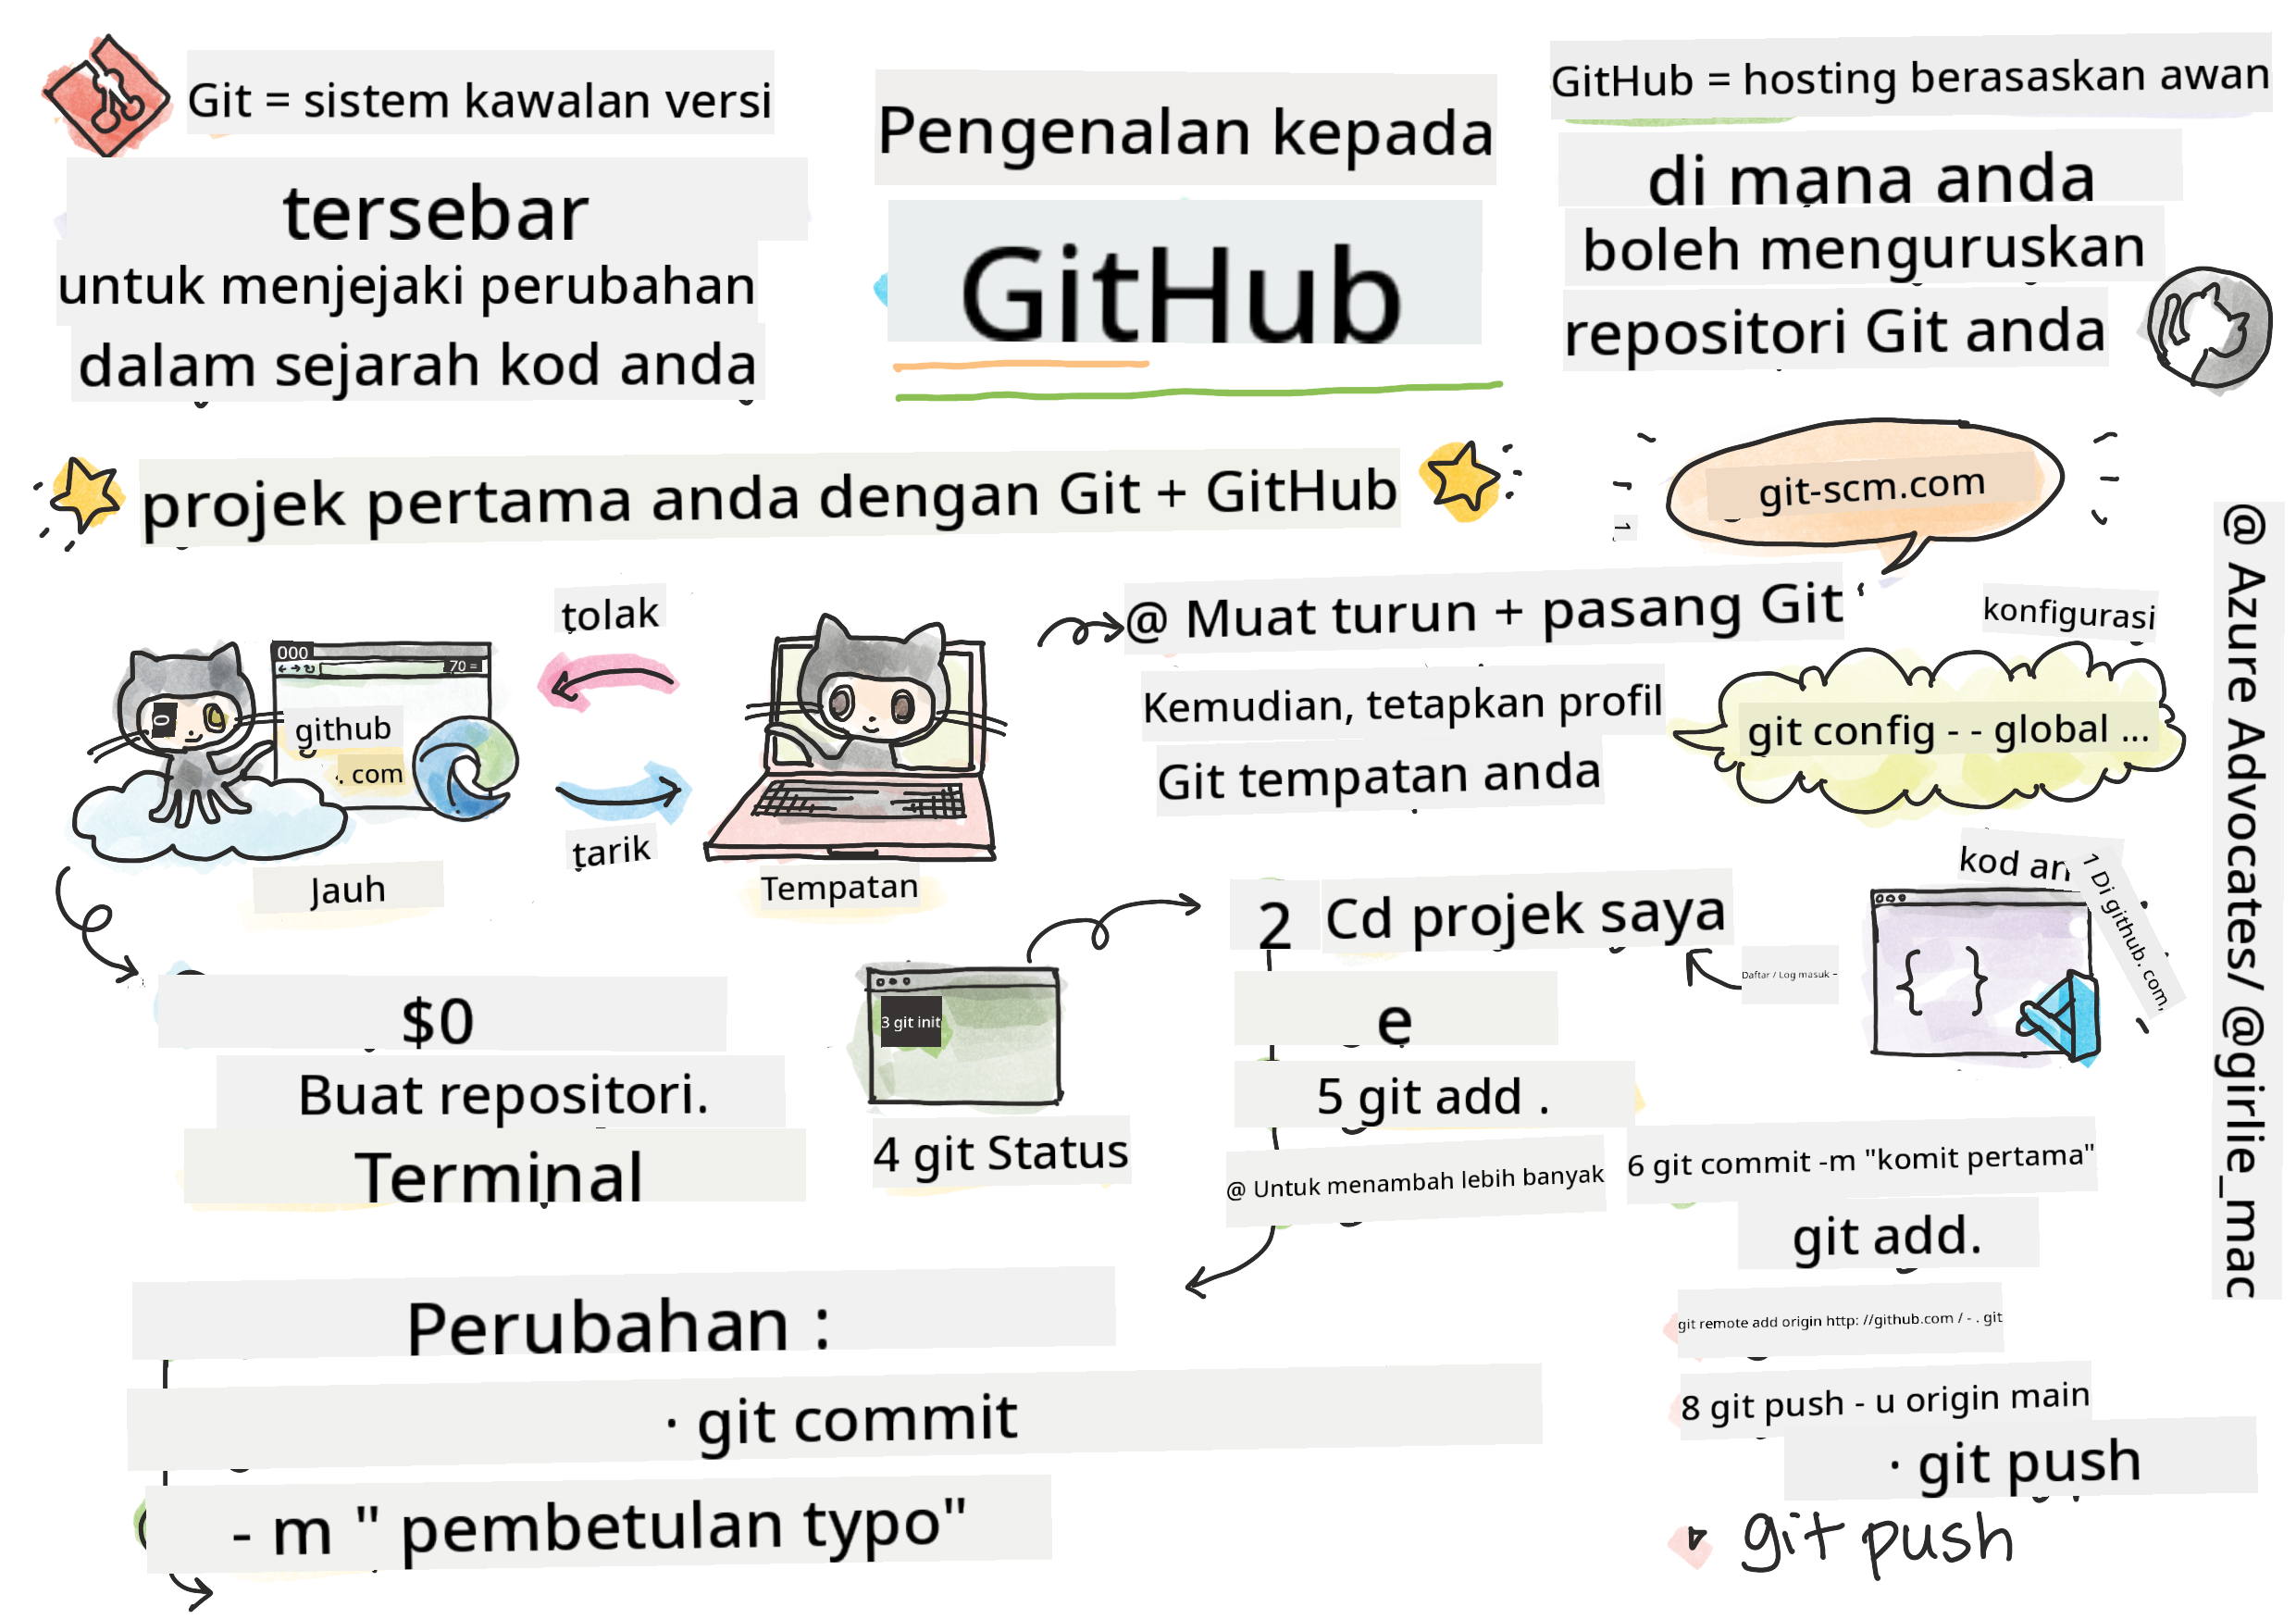 Git = sistem kawalan versi
tersebar
untuk menjejaki perubahan
dalam sejarah kod anda
Pengenalan kepada
GitHub
GitHub = hosting berasaskan awan
di mana anda
boleh menguruskan
repositori Git anda
projek pertama anda dengan Git + GitHub
git-scm.com
1
@ Azure Advocates/ @girlie_mac
tolak
000
70 =
0
github
. com
tarik
Jauh
Tempatan
@ Muat turun + pasang Git
Kemudian, tetapkan profil
Git tempatan anda
konfigurasi
git config - - global ...
kod an
1 Di github. com,
Daftar / Log masuk –
2 Cd projek saya
$0
Buat repositori.
Terminal
3 git init
4 git Status
e
5 git add .
@ Untuk menambah lebih banyak
6 git commit -m "komit pertama"
git add.
git remote add origin http: //github.com / - . git
8 git push - u origin main
· git push
git push
Perubahan :
· git commit
- m " pembetulan typo"